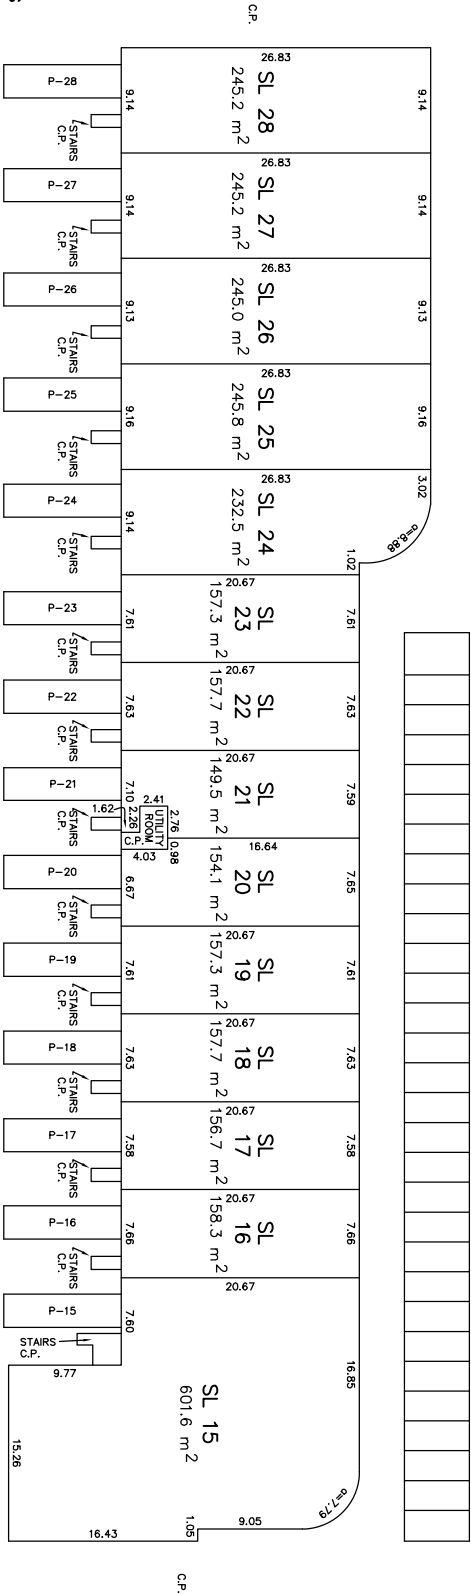 C.P.
26.83
SL 28
245.2 m2
9.14
9.14
P-28
STAIRS
C.P.
26.83
SL 27
245.2 m2
9.14
9.14
P-27
STAIRS
C.P.
26.83
SL 26
245.0 m2
9.13
9.13
P-26
STAIRS
C.P.
26.83
SL 25
245.8 m2
9.16
9.16
P-25
STAIRS
C.P.
26.83
SL 24
232.5 m2
3.02
a=8.88
1.02
9.14
P-24
STAIRS
C.P.
20.67
SL
23
157.3 m2
7.61
7.61
P-23
STAIRS
C.P.
20.67
SL
22
157.7 m2
7.63
7.63
P-22
STAIRS
C.P.
20.67
SL
21
149.5 m2
7.59
7.10
P-21
STAIRS
C.P.
1.62
2.41
2.26
2.76
UTILITY
ROOM
C.P.
0.98
4.03
16.64
SL
20
154.1 m2
7.65
6.67
P-20
STAIRS
C.P.
20.67
SL
19
157.3 m2
7.61
7.61
P-19
STAIRS
C.P.
20.67
SL
18
157.7 m2
7.63
7.63
P-18
STAIRS
C.P.
20.67
SL
17
156.7 m2
7.58
7.58
P-17
STAIRS
C.P.
20.67
SL
16
158.3 m2
7.66
7.66
P-16
STAIRS
C.P.
20.67
7.60
P-15
STAIRS
C.P.
9.77
16.85
SL 15
601.6 m2
15.26
a=7.79
9.05
1.05
16.43
C.P.